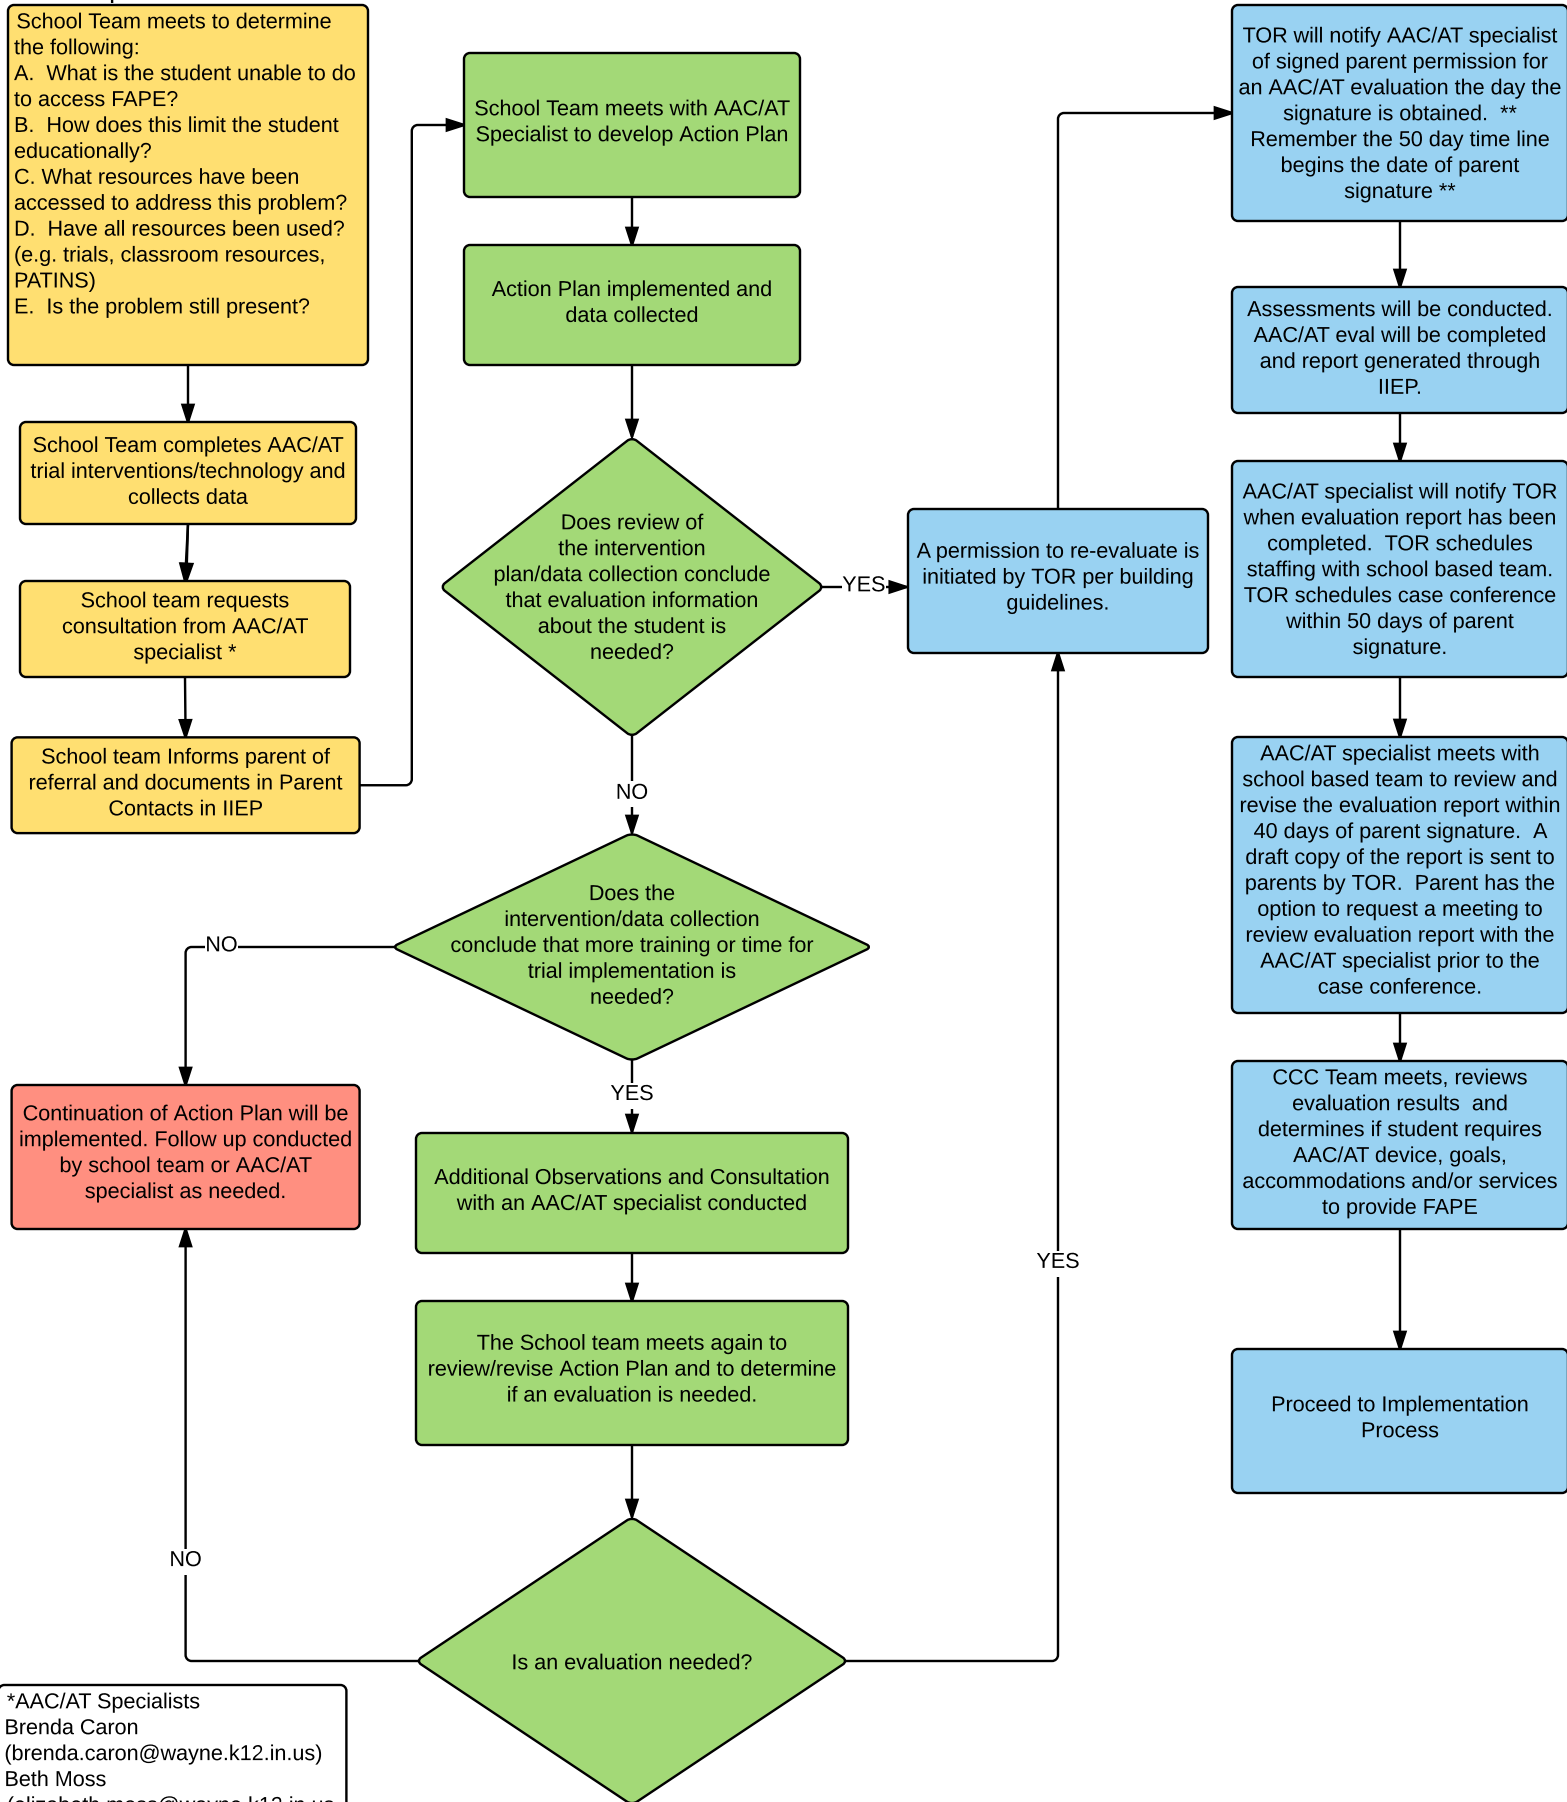 School Team meets to determine
the following:
A.  What is the student unable to do
to access FAPE?
B.  How does this limit the student
educationally?
C. What resources have been
accessed to address this problem?
D.  Have all resources been used?
(e.g. trials, classroom resources,
PATINS)
E.  Is the problem still present?
School Team completes AAC/AT
trial interventions/technology and
collects data
School team requests
consultation from AAC/AT
specialist *
School team Informs parent of
referral and documents in Parent
Contacts in IIEP
School Team meets with AAC/AT
Specialist to develop Action Plan
Action Plan implemented and
data collected
Does review of
the intervention
plan/data collection conclude
that evaluation information
about the student is
needed?
YES
NO
Does the
intervention/data collection
conclude that more training or time for
trial implementation is
needed?
NO
YES
Continuation of Action Plan will be
implemented. Follow up conducted
by school team or AAC/AT
specialist as needed.
Additional Observations and Consultation
with an AAC/AT specialist conducted
The School team meets again to
review/revise Action Plan and to determine
if an evaluation is needed.
Is an evaluation needed?
NO
YES
A permission to re-evaluate is
initiated by TOR per building
guidelines.
TOR will notify AAC/AT specialist
of signed parent permission for
an AAC/AT evaluation the day the
signature is obtained.  **
Remember the 50 day time line
begins the date of parent
signature **
Assessments will be conducted.
AAC/AT eval will be completed
and report generated through
IIEP.
AAC/AT specialist will notify TOR
when evaluation report has been
completed.  TOR schedules
staffing with school based team.
TOR schedules case conference
within 50 days of parent
signature.
AAC/AT specialist meets with
school based team to review and
revise the evaluation report within
40 days of parent signature.  A
draft copy of the report is sent to
parents by TOR.  Parent has the
option to request a meeting to
review evaluation report with the
AAC/AT specialist prior to the
case conference.
CCC Team meets, reviews
evaluation results  and
determines if student requires
AAC/AT device, goals,
accommodations and/or services
to provide FAPE
Proceed to Implementation
Process
*AAC/AT Specialists
Brenda Caron
(brenda.caron@wayne.k12.in.us)
Beth Moss
(elizabeth.moss@wayne.k12.in.us